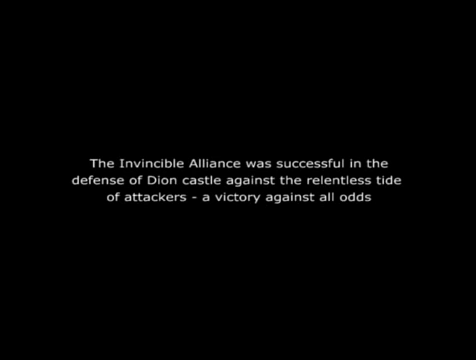 The Invincible Alliance was successful in the
defense of Dion castle against the relentless tide
of attackers - a victory against all odds